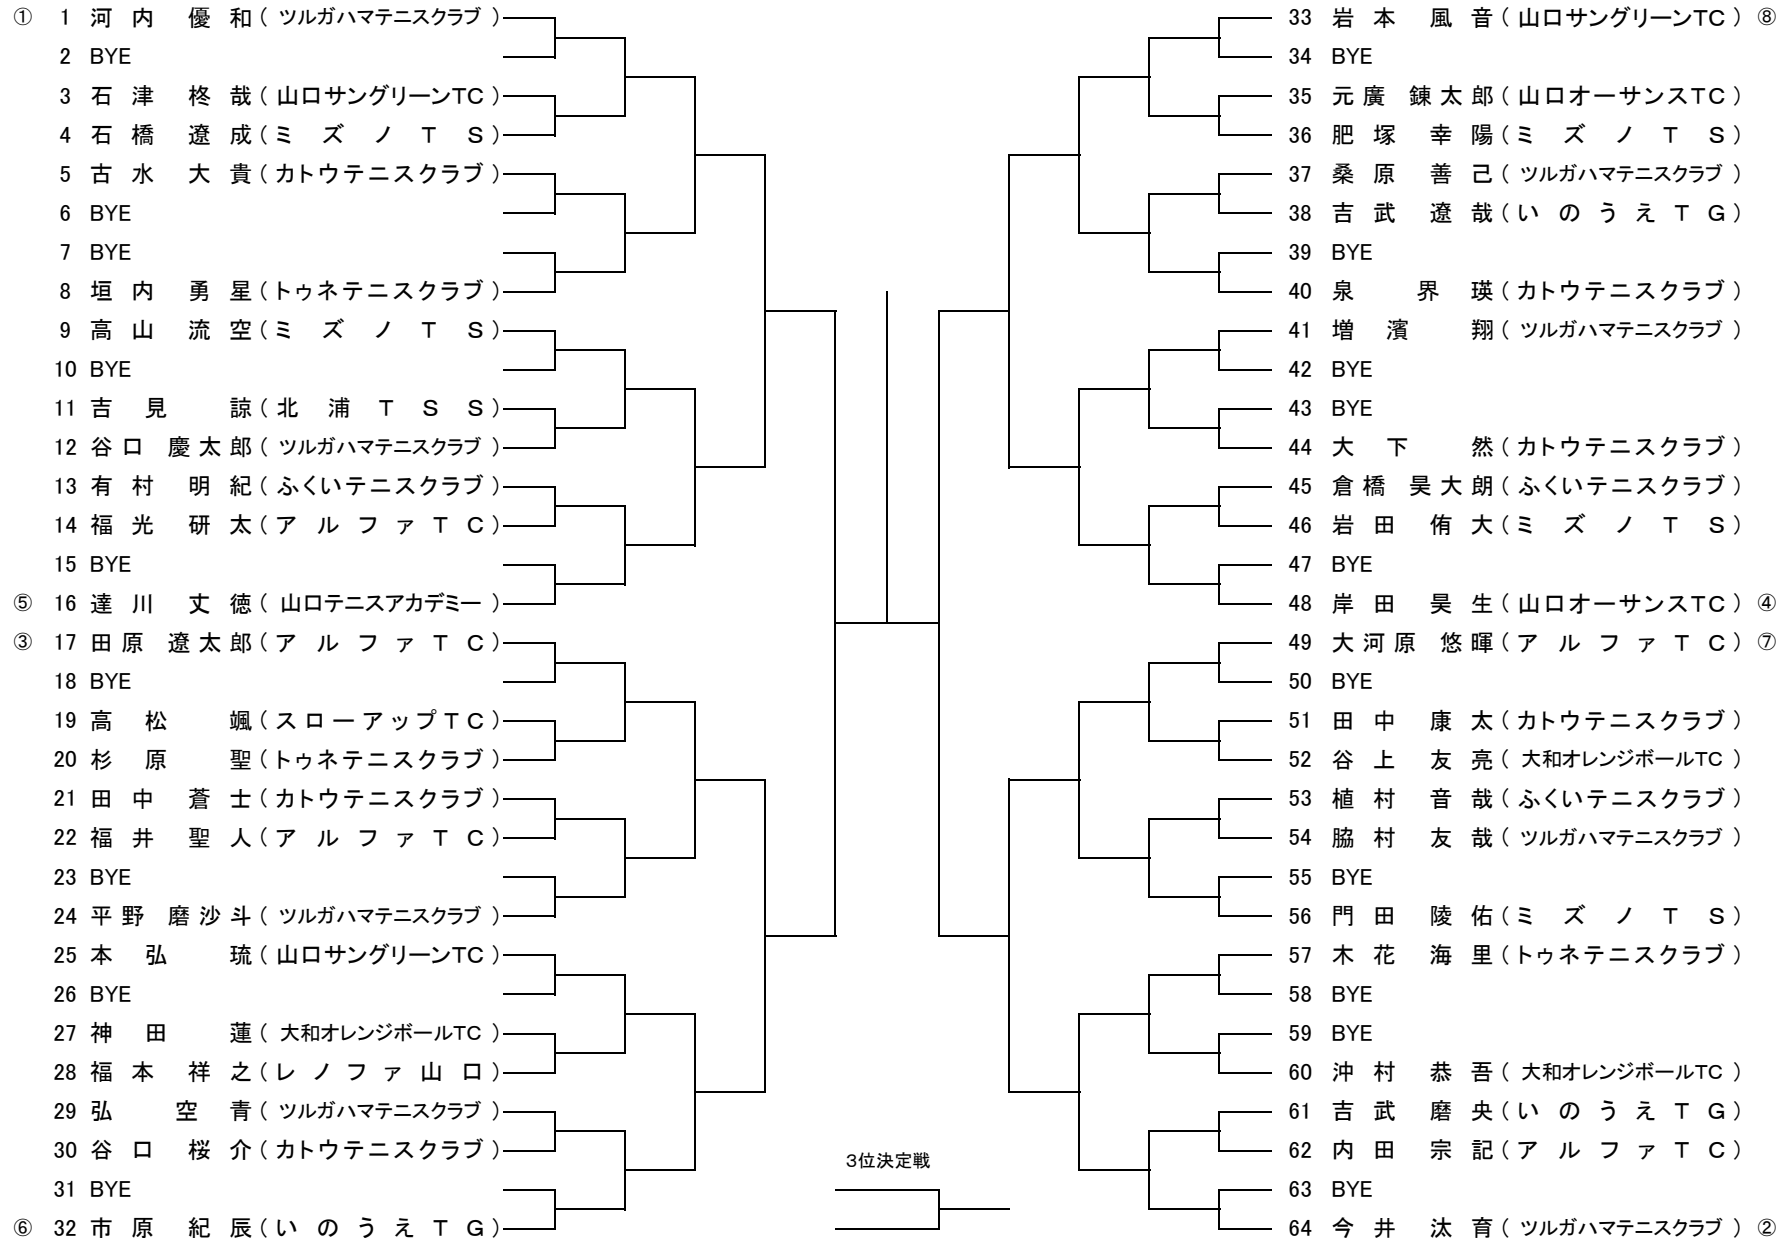 ① 1 河内 優和(ツルガハマテニスクラブ)
2 BYE
3 石津 柊哉(山口サングリーンTC)
4 石橋 遼成(ミズノTS)
5 古水 大貴(カトウテニスクラブ)
6 BYE
7 BYE
8 垣内 勇星(トゥネテニスクラブ)
9 高山 流空(ミズノTS)
10 BYE
11 吉見 諒(北浦TSS)
12 谷口 慶太郎(ツルガハマテニスクラブ)
13 有村 明紀(ふくいテニスクラブ)
14 福光 研太(アルファTC)
15 BYE
⑤ 16 達川 丈徳(山口テニスアカデミー)
③ 17 田原 遼太郎(アルファTC)
18 BYE
19 高松 颯(スローアップTC)
20 杉原 聖(トゥネテニスクラブ)
21 田中 蒼士(カトウテニスクラブ)
22 福井 聖人(アルファTC)
23 BYE
24 平野 磨沙斗(ツルガハマテニスクラブ)
25 本弘 琉(山口サングリーンTC)
26 BYE
27 神田 蓮(大和オレンジボールTC)
28 福本 祥之(レノファ山口)
29 弘 空青(ツルガハマテニスクラブ)
30 谷口 桜介(カトウテニスクラブ)
31 BYE
⑥ 32 市原 紀辰(いのうえTG)
3位決定戦
33 岩本 風音(山口サングリーンTC) ⑧
34 BYE
35 元廣 錬太郎(山口オーサンスTC)
36 肥塚 幸陽(ミズノTS)
37 桑原 善己(ツルガハマテニスクラブ)
38 吉武 遼哉(いのうえTG)
39 BYE
40 泉 界瑛(カトウテニスクラブ)
41 増濱 翔(ツルガハマテニスクラブ)
42 BYE
43 BYE
44 大下 然(カトウテニスクラブ)
45 倉橋 昊大朗(ふくいテニスクラブ)
46 岩田 侑大(ミズノTS)
47 BYE
48 岸田 昊生(山口オーサンスTC) ④
49 大河原 悠暉(アルファTC) ⑦
50 BYE
51 田中 康太(カトウテニスクラブ)
52 谷上 友亮(大和オレンジボールTC)
53 植村 音哉(ふくいテニスクラブ)
54 脇村 友哉(ツルガハマテニスクラブ)
55 BYE
56 門田 陵佑(ミズノTS)
57 木花 海里(トゥネテニスクラブ)
58 BYE
59 BYE
60 沖村 恭吾(大和オレンジボールTC)
61 吉武 磨央(いのうえTG)
62 内田 宗記(アルファTC)
63 BYE
64 今井 汰育(ツルガハマテニスクラブ) ②